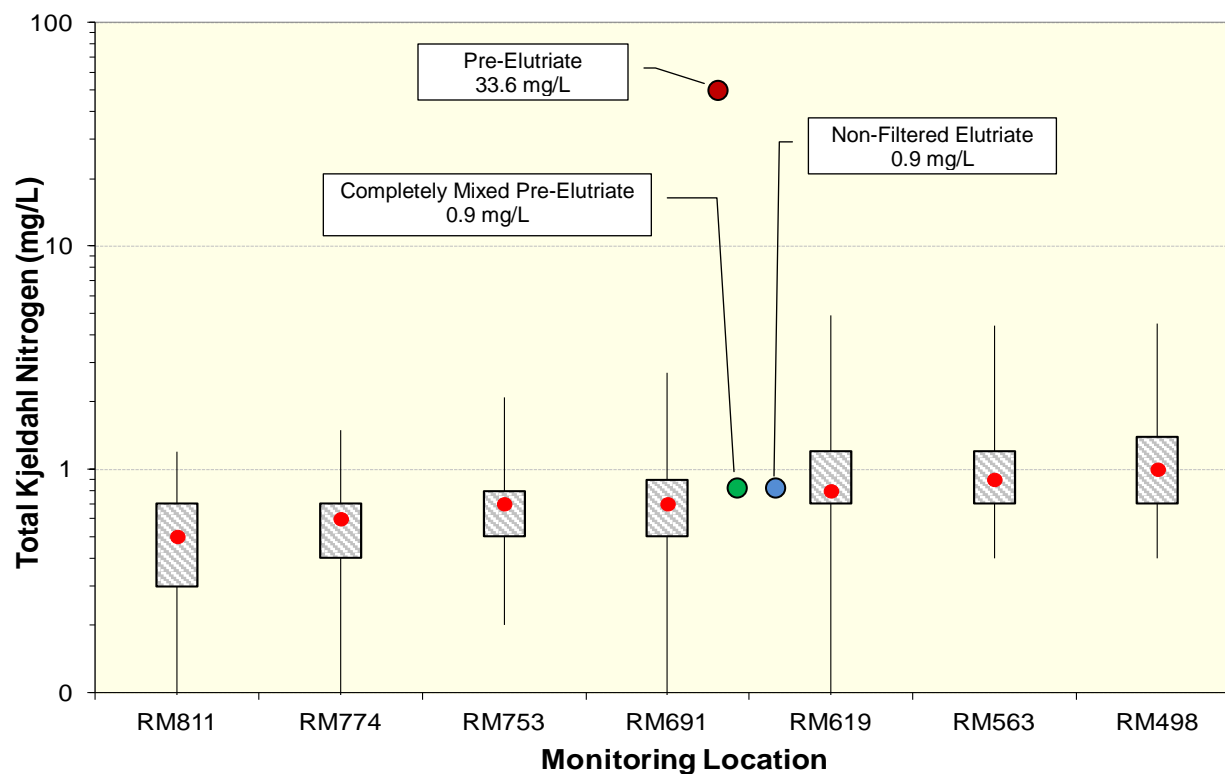 100
Pre-Elutriate
33.6 mg/L
Non-Filtered Elutriate
0.9 mg/L
Completely Mixed Pre-Elutriate
0.9 mg/L
Total Kjeldahl Nitrogen (mg/L)
10
1
0
RM811 RM774 RM753 RM691 RM619 RM563 RM498
Monitoring Location